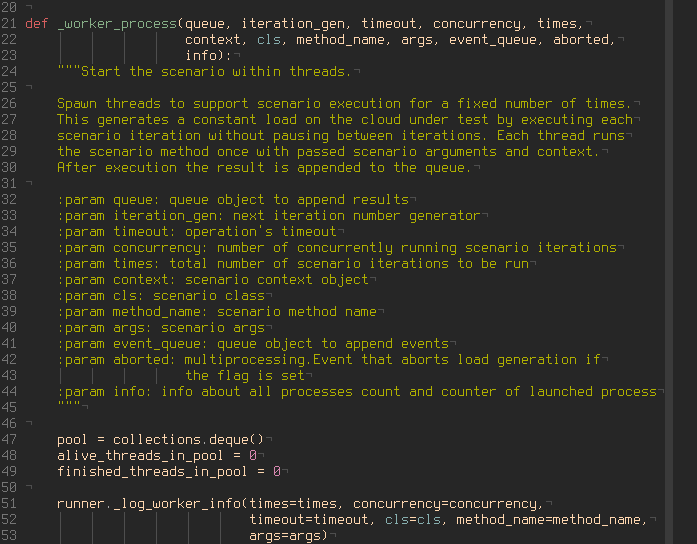 20
21 def _worker_process(queue, iteration_gen, timeout, concurrency, times,
22                     context, cls, method_name, args, event_queue, aborted,
23                     info):
24     """Start the scenario within threads.
25
26     Spawn threads to support scenario execution for a fixed number of times.
27     This generates a constant load on the cloud under test by executing each
28     scenario iteration without pausing between iterations. Each thread runs
29     the scenario method once with passed scenario arguments and context.
30     After execution the result is appended to the queue.
31
32     :param queue: queue object to append results
33     :param iteration_gen: next iteration number generator
34     :param timeout: operation's timeout
35     :param concurrency: number of concurrently running scenario iterations
36     :param times: total number of scenario iterations to be run
37     :param context: scenario context object
38     :param cls: scenario class
39     :param method_name: scenario method name
40     :param args: scenario args
41     :param event_queue: queue object to append events
42     :param aborted: multiprocessing.Event that aborts load generation if
43                     the flag is set
44     :param info: info about all processes count and counter of launched process
45     """
46
47     pool = collections.deque()
48     alive_threads_in_pool = 0
49     finished_threads_in_pool = 0
50
51     runner._log_worker_info(times=times, concurrency=concurrency,
52                             timeout=timeout, cls=cls, method_name=method_name,
53                             args=args)